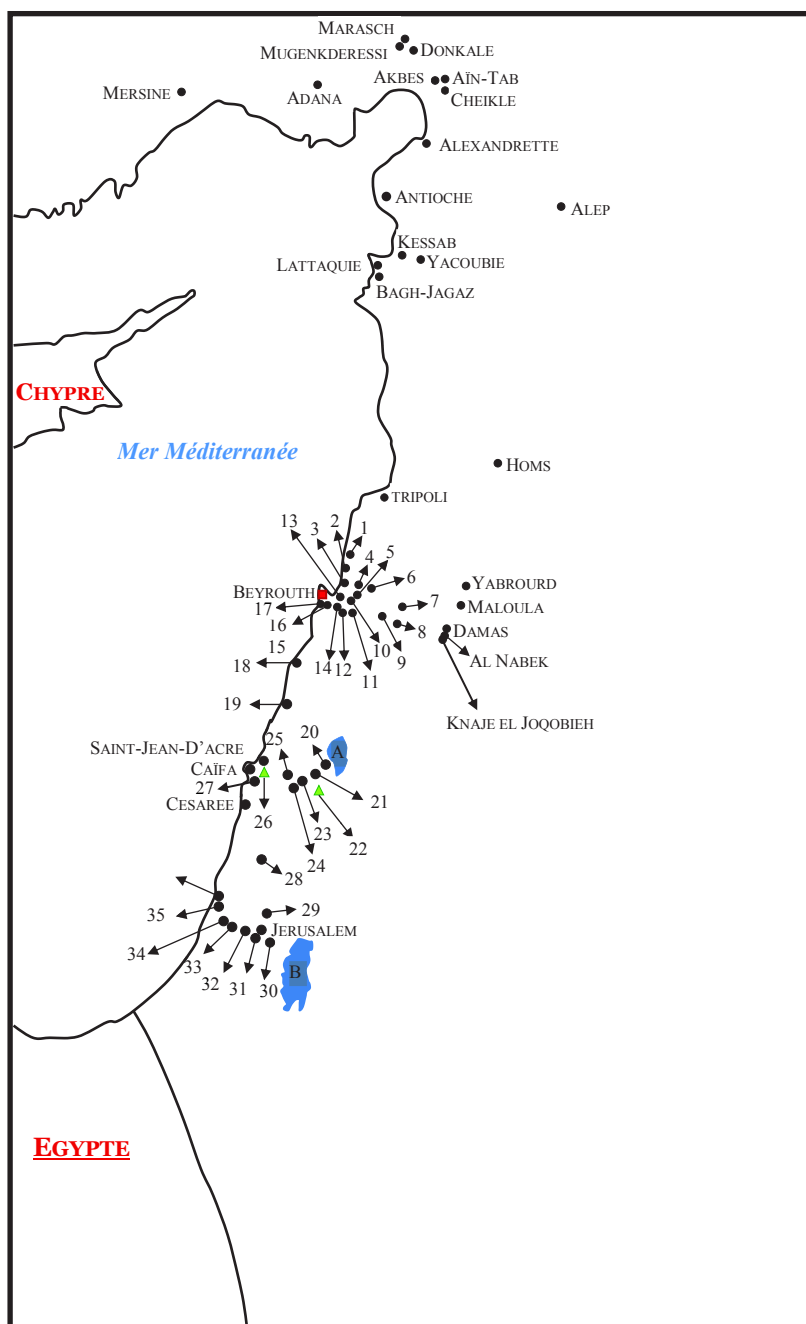 MARASCH
MUGENKDERESSI
DONKALE
AKBES
AÏN-TAB
MERSINE
ADANA
CHEIKLE
ALEXANDRETTE
ANTIOCHE
ALEP
KESSAB
LATTAQUIE
YACOUBIE
BAGH-JAGAZ
CHYPRE
Mer Méditerranée
HOMS
TRIPOLI
13
3
2
1
4
5
6
BEYROUTH
YABROURD
7
MALOULA
17
16
8
DAMAS
15
14
12
10
9
AL NABEK
18
11
19
KNAJE EL JOQOBIEH
20
SAINT-JEAN-D'ACRE
25
A
CAÏFA
27
21
CESAREE
26
23
22
24
28
35
29
JERUSALEM
34
33
32
31
30
B
EGYPTE